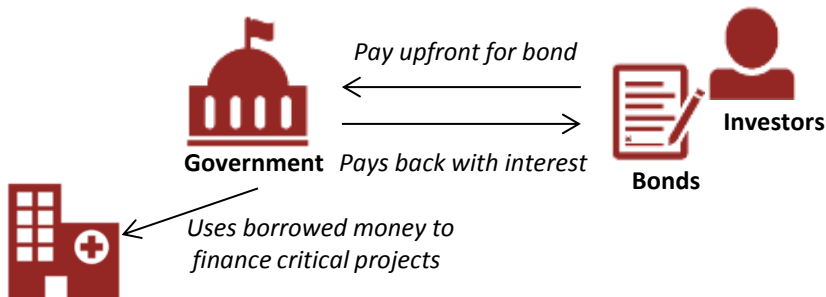 Pay upfront for bond
Investors
Government
Pays back with interest
Bonds
Uses borrowed money to
finance critical projects